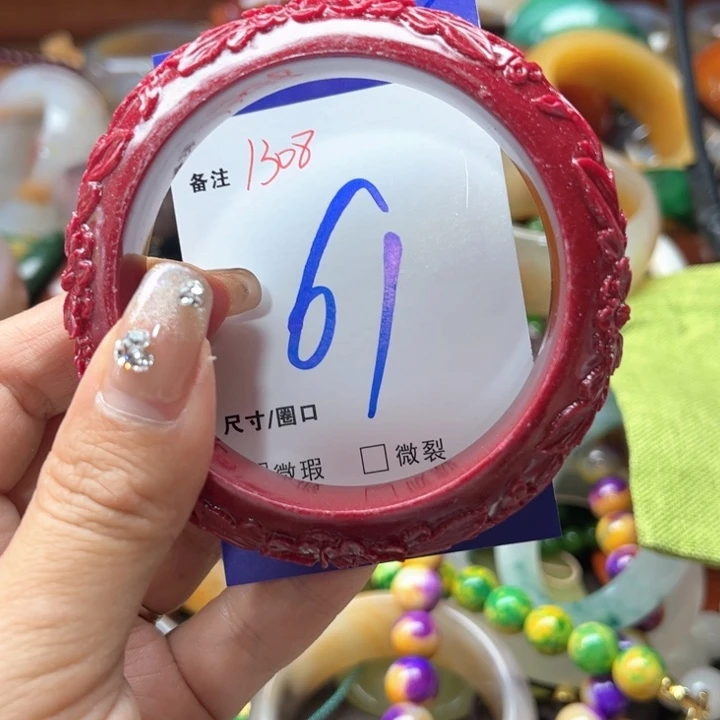 备注 1308
61
尺寸/圈口
微瑕 □ 微裂